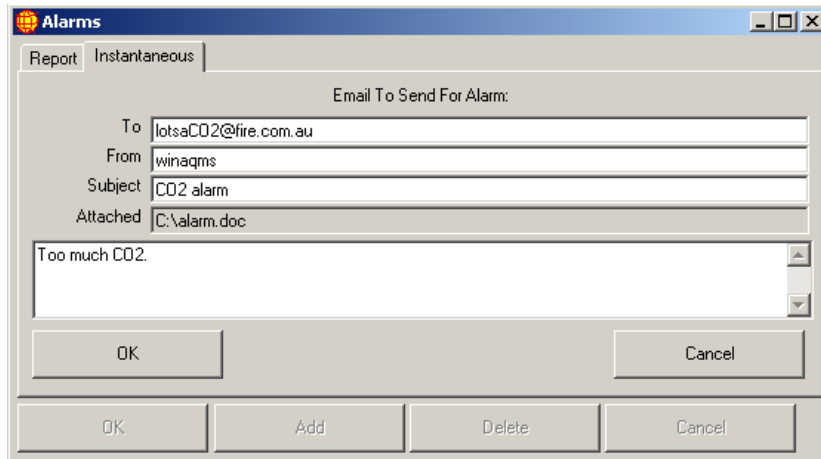 Alarms
Report Instantaneous
Email To Send For Alarm:
To lotsaCO2@fire.com.au
From winaqms
Subject CO2 alarm
Attached C:\alarm.doc
Too much CO2.
OK Cancel
OK Add Delete Cancel